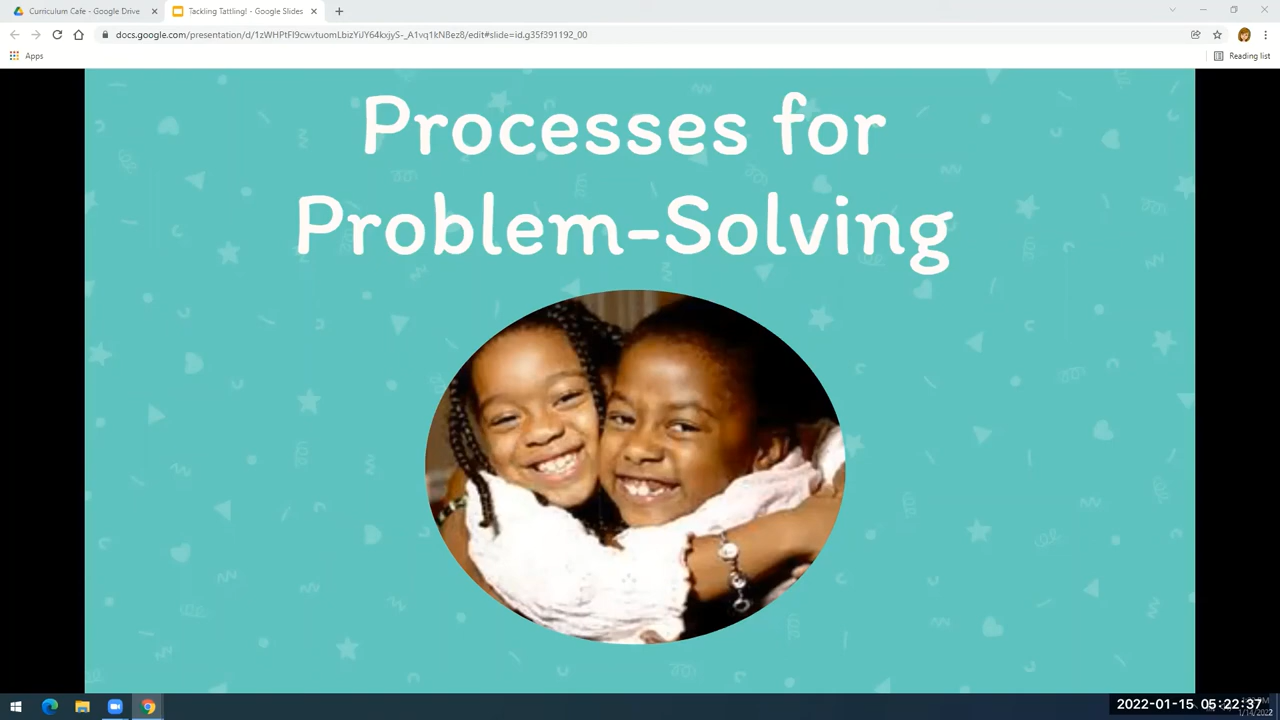 Curriculum Cafe - Google Drive
Tackling Tattling! - Google Slides
Apps
Reading list
Processes for
Problem-Solving
2022-01-15 05:22:37